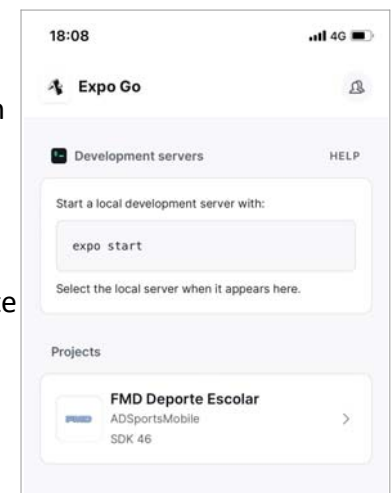 18:08
4G
Expo Go
Development servers
HELP
Start a local development server with:
expo start
Select the local server when it appears here.
Projects
FMD
FMD Deporte Escolar
ADSportsMobile
SDK 46